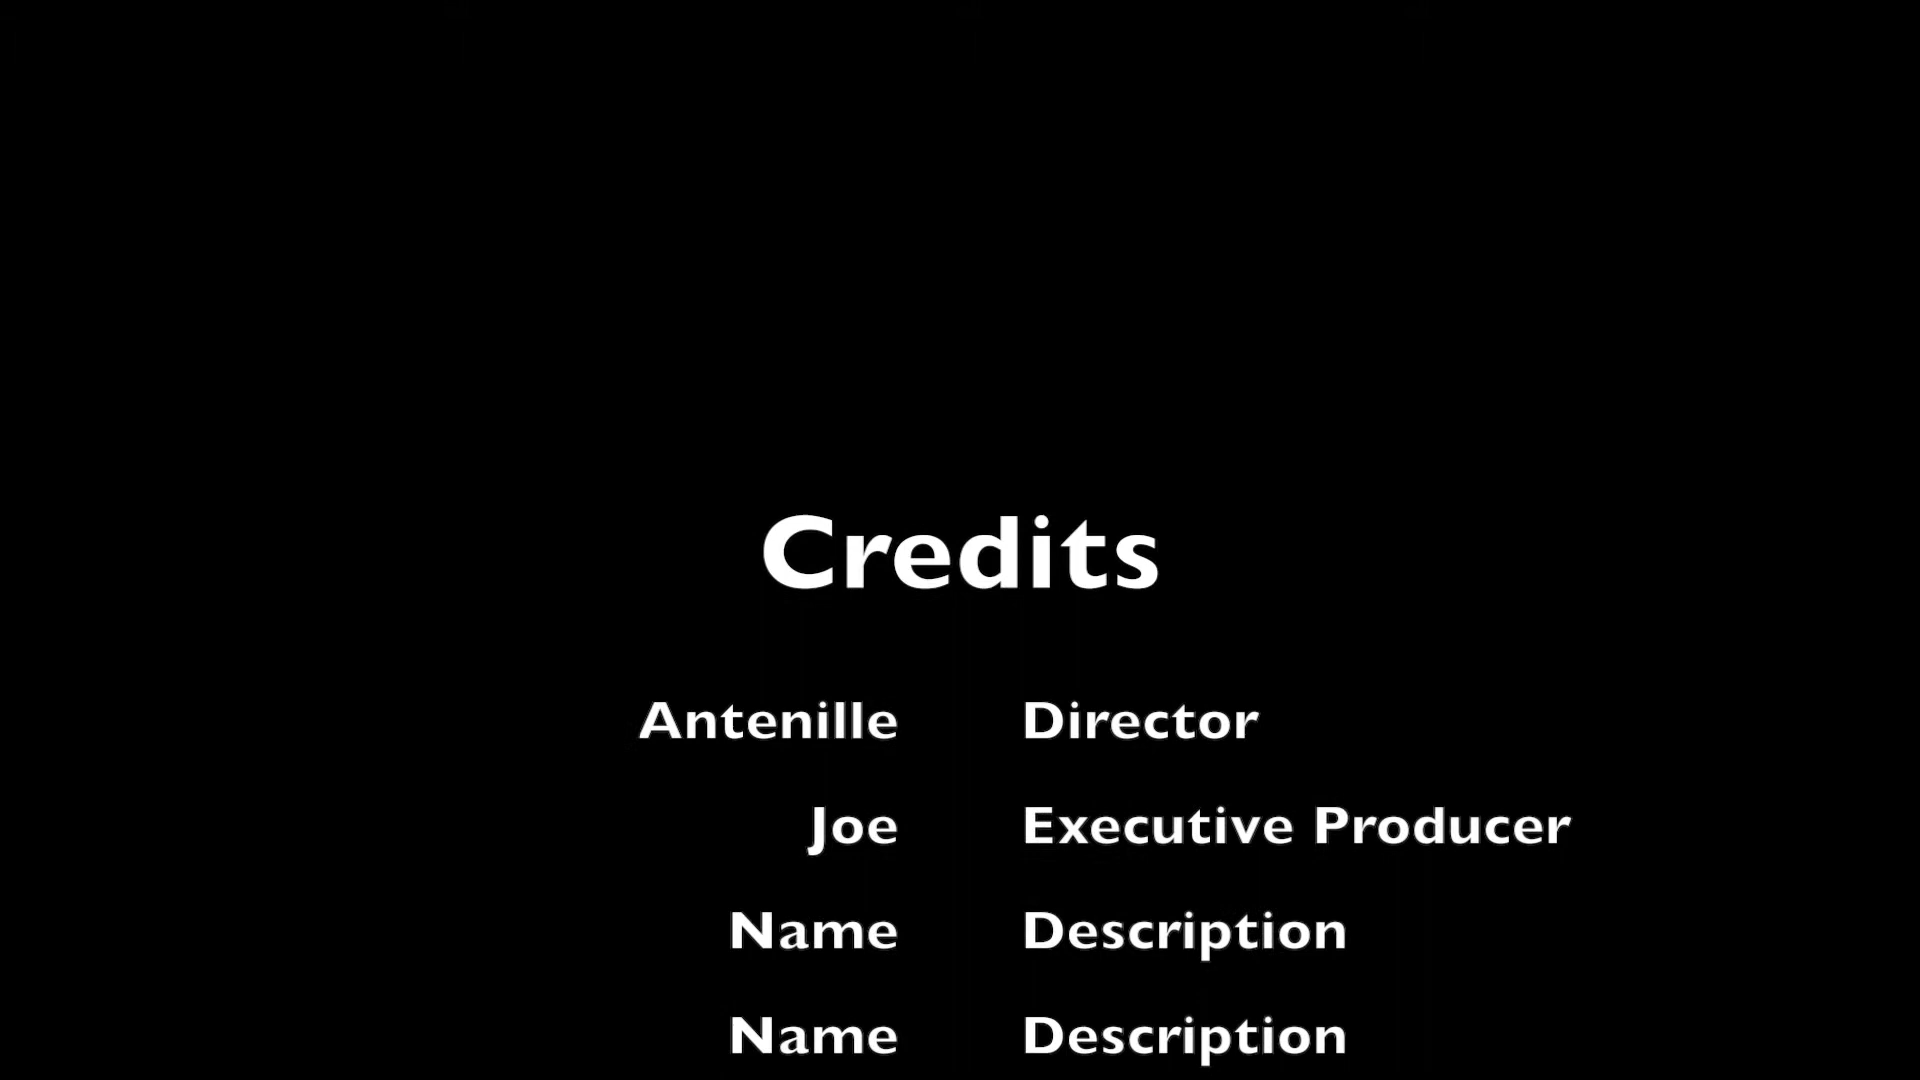 Credits
Antenille Director
Joe Executive Producer
Name Description
Name Description